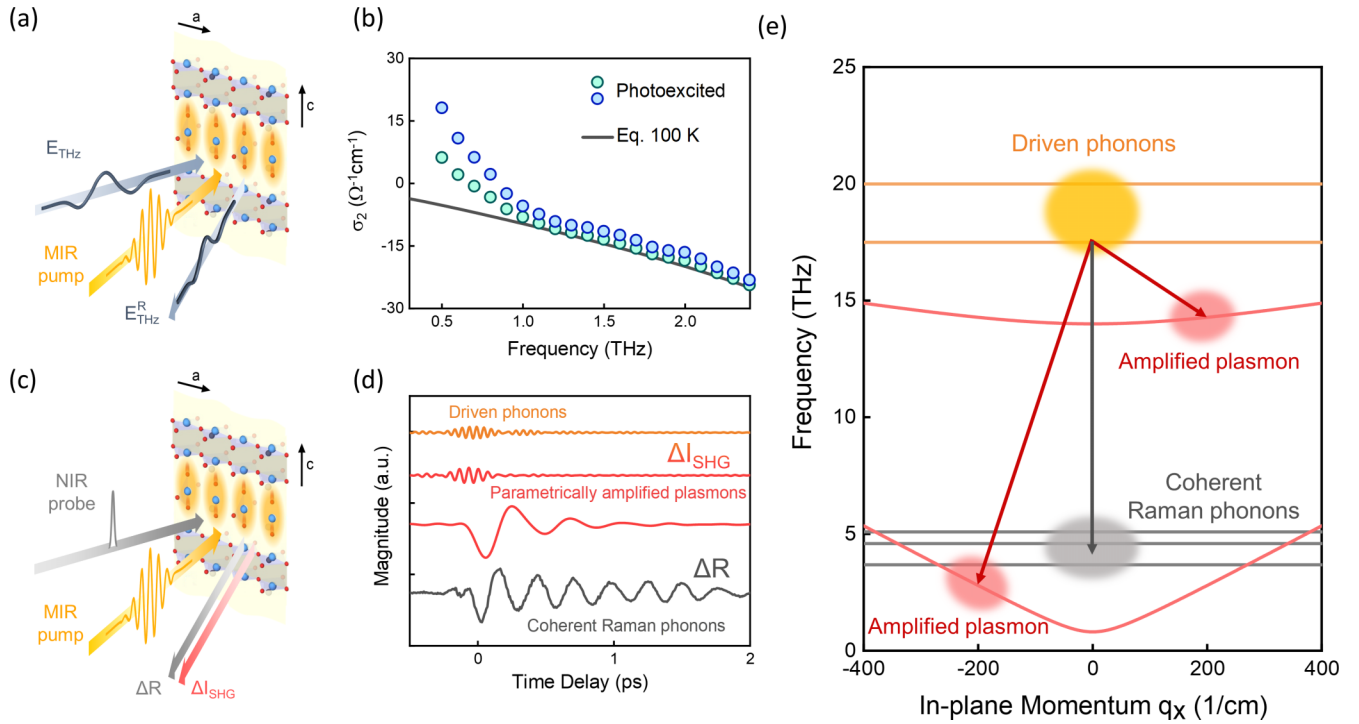 (a)
a
c
E_THz
MIR
pump
E^R_THz
(b)
30
15
0
-15
-30
σ₂ (Ω⁻¹cm⁻¹)
Photoexcited
Eq. 100 K
0.5
1.0
1.5
2.0
Frequency (THz)
(c)
a
c
NIR
probe
MIR
pump
ΔR
ΔI_SHG
(d)
Magnitude (a.u.)
Driven phonons
ΔI_SHG
Parametrically amplified plasmons
ΔR
Coherent Raman phonons
0
1
2
Time Delay (ps)
(e)
25
20
15
10
5
0
Frequency (THz)
Driven phonons
Amplified plasmon
Coherent
Raman phonons
Amplified plasmon
-400
-200
0
200
400
In-plane Momentum q_X (1/cm)